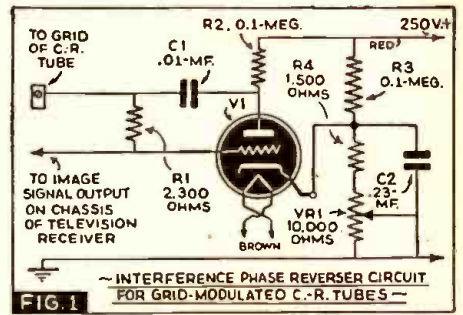 R2, 0.1-MEG.
250 V.+
RED
TO GRID
OF C.-R.
TUBE
C1
.01-MF.
V1
R4
1,500
OHMS
R3
0.1-MEG.
R1
2,300
OHMS
TO IMAGE
SIGNAL OUTPUT
ON CHASSIS
OF TELEVISION
RECEIVER
BROWN
VR1
10,000
OHMS
C2
.23-
MF.
~INTERFERENCE PHASE REVERSER CIRCUIT
FOR GRID-MODULATED C.-R. TUBES~
FIG. 1